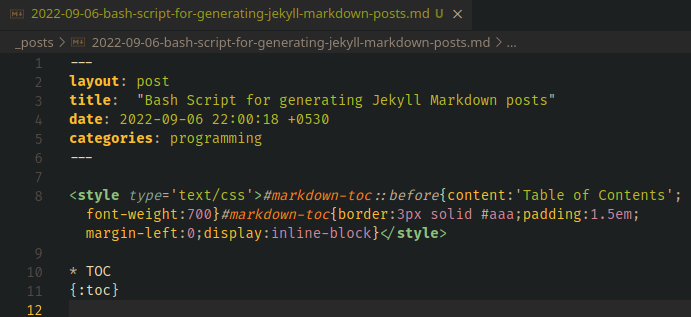 2022-09-06-bash-script-for-generating-jekyll-markdown-posts.md U ×
_posts > 2022-09-06-bash-script-for-generating-jekyll-markdown-posts.md > ...
1 ---
2 layout: post
3 title:  "Bash Script for generating Jekyll Markdown posts"
4 date: 2022-09-06 22:00:18 +0530
5 categories: programming
6 ---
7
8 <style type='text/css'>#markdown-toc::before{content:'Table of Contents';
font-weight:700}#markdown-toc{border:3px solid #aaa;padding:1.5em;
margin-left:0;display:inline-block}</style>
9
10 * TOC
11 {:toc}
12